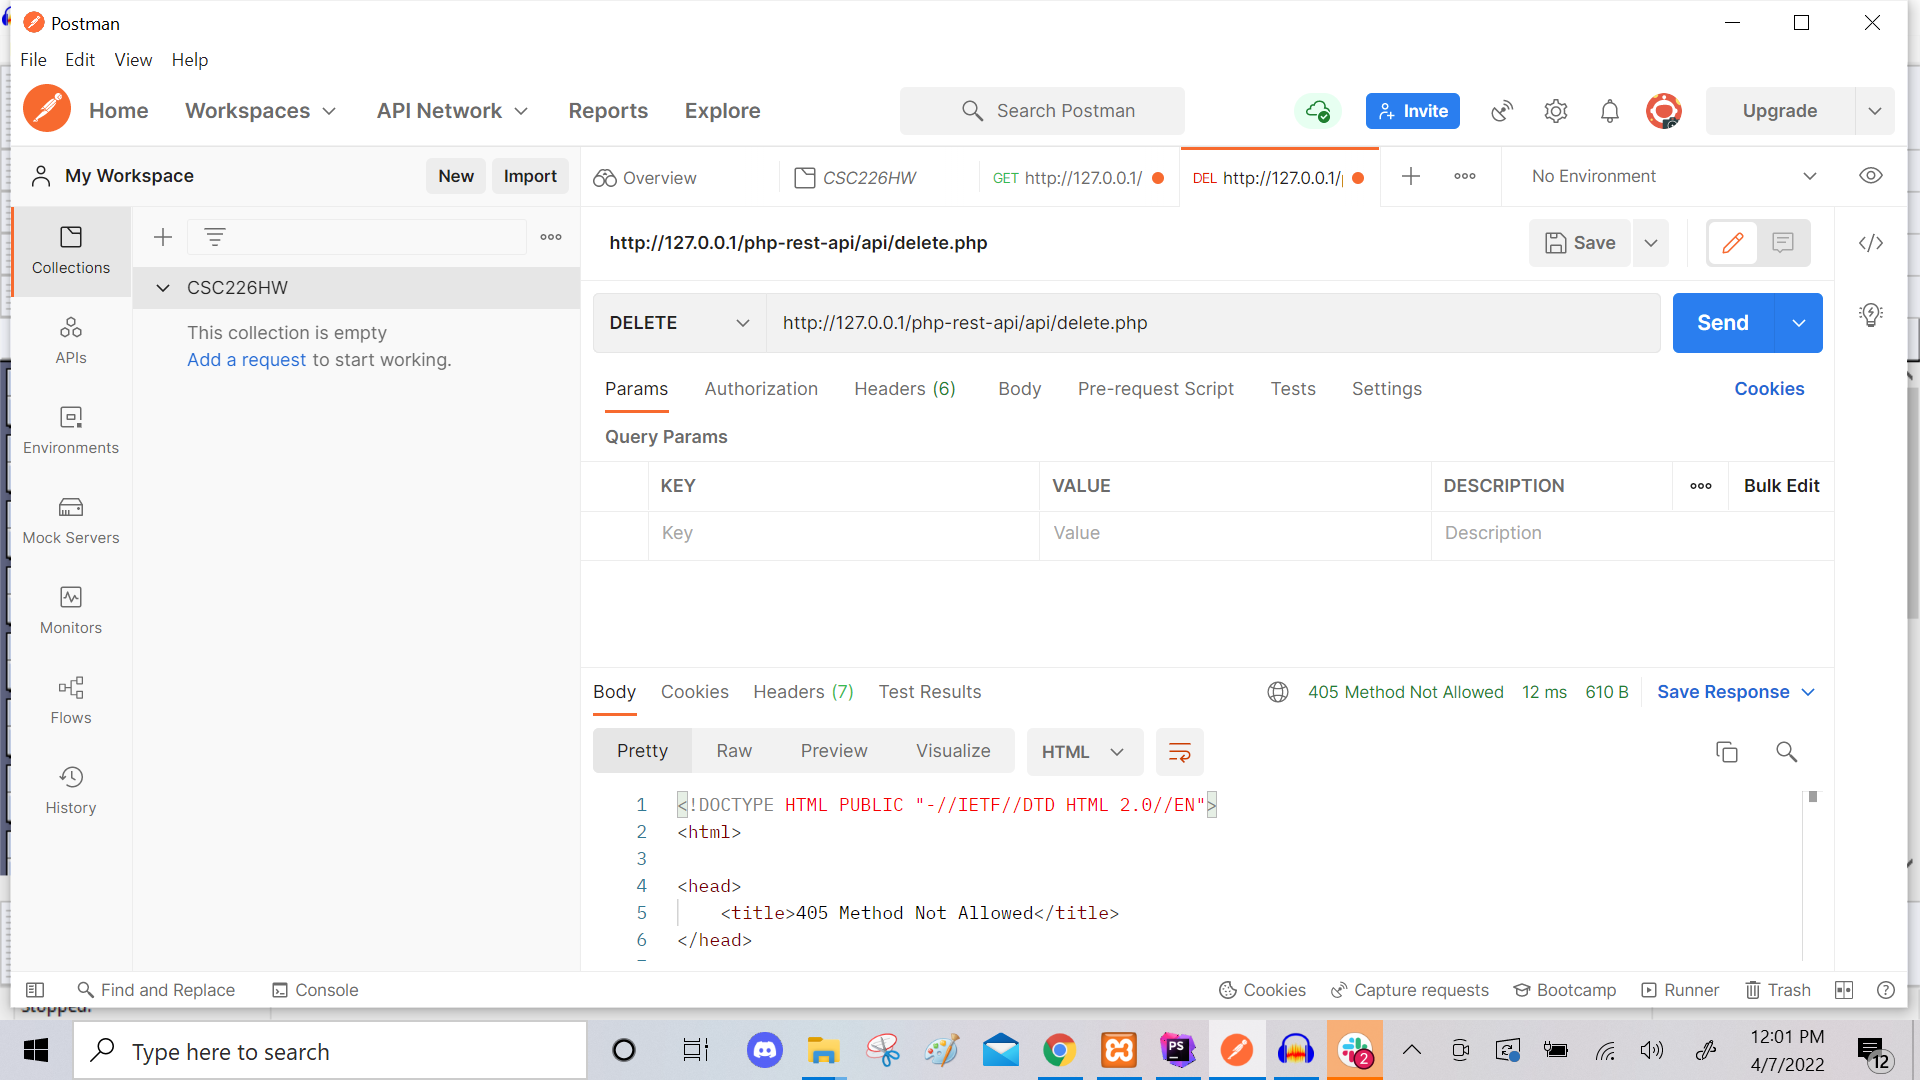 Postman
File Edit View Help
Home Workspaces API Network Reports Explore Search Postman Invite Upgrade
My Workspace New Import Overview CSC226HW GET http://127.0.0.1/ DEL http://127.0.0.1/ No Environment
Collections
APIs
Environments
Mock Servers
Monitors
Flows
History
CSC226HW
This collection is empty
Add a request to start working.
http://127.0.0.1/php-rest-api/api/delete.php Save
DELETE http://127.0.0.1/php-rest-api/api/delete.php Send
Params Authorization Headers (6) Body Pre-request Script Tests Settings Cookies
Query Params
KEY VALUE DESCRIPTION Bulk Edit
Key Value Description
Body Cookies Headers (7) Test Results 405 Method Not Allowed 12 ms 610 B Save Response
Pretty Raw Preview Visualize HTML
1 <!DOCTYPE HTML PUBLIC "-//IETF//DTD HTML 2.0//EN">
2 <html>
3
4 <head>
5 <title>405 Method Not Allowed</title>
6 </head>
Find and Replace Console Cookies Capture requests Bootcamp Runner Trash
Stopped.
Type here to search PS 2 12:01 PM
4/7/2022 12